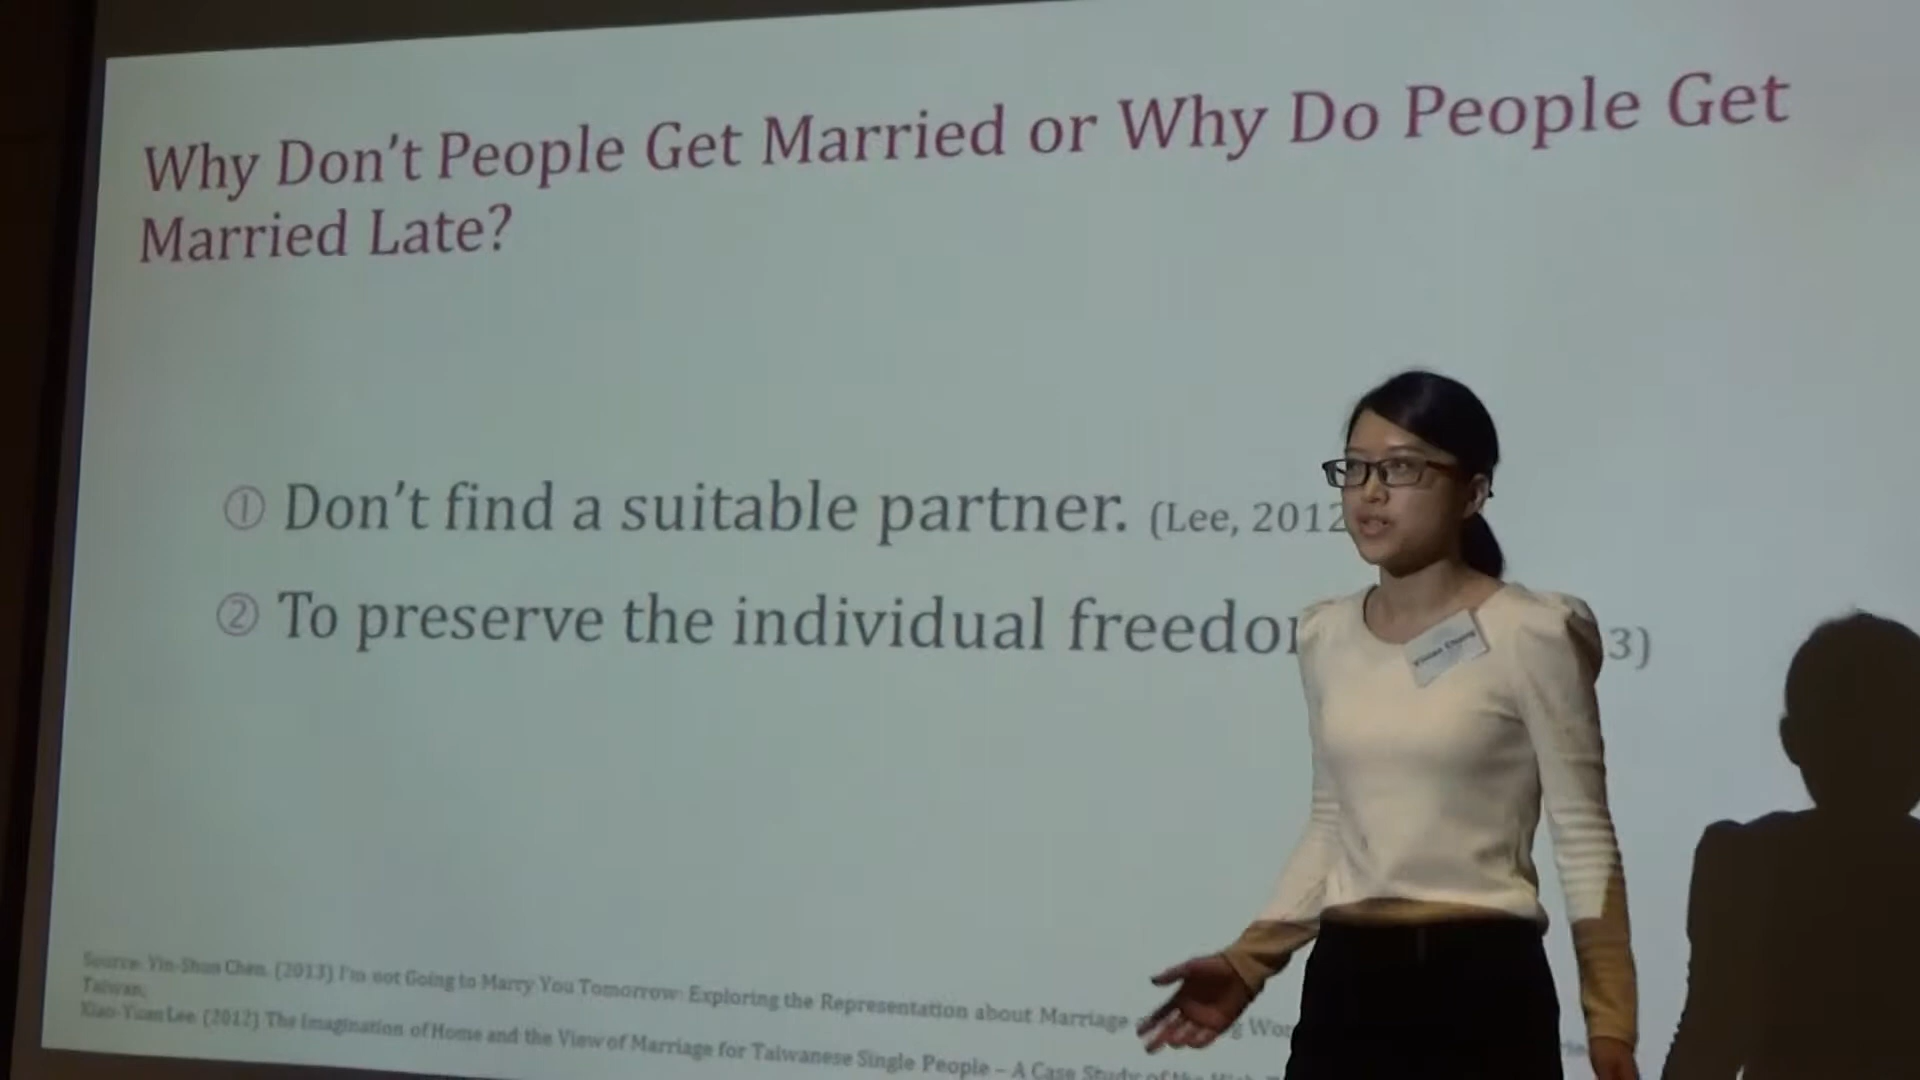 Why Don't People Get Married or Why Do People Get
Married Late?
① Don't find a suitable partner. (Lee, 2012
② To preserve the individual freedo 3)
Source: Yin-Shun Chen. (2013) I'm not Going to Marry You Tomorrow: Exploring the Representation about Marriage
Taiwan.
Xiao-Yuan Lee. (2012) The Imagination of Home and the View of Marriage for Taiwanese Single People – A Case Study of the